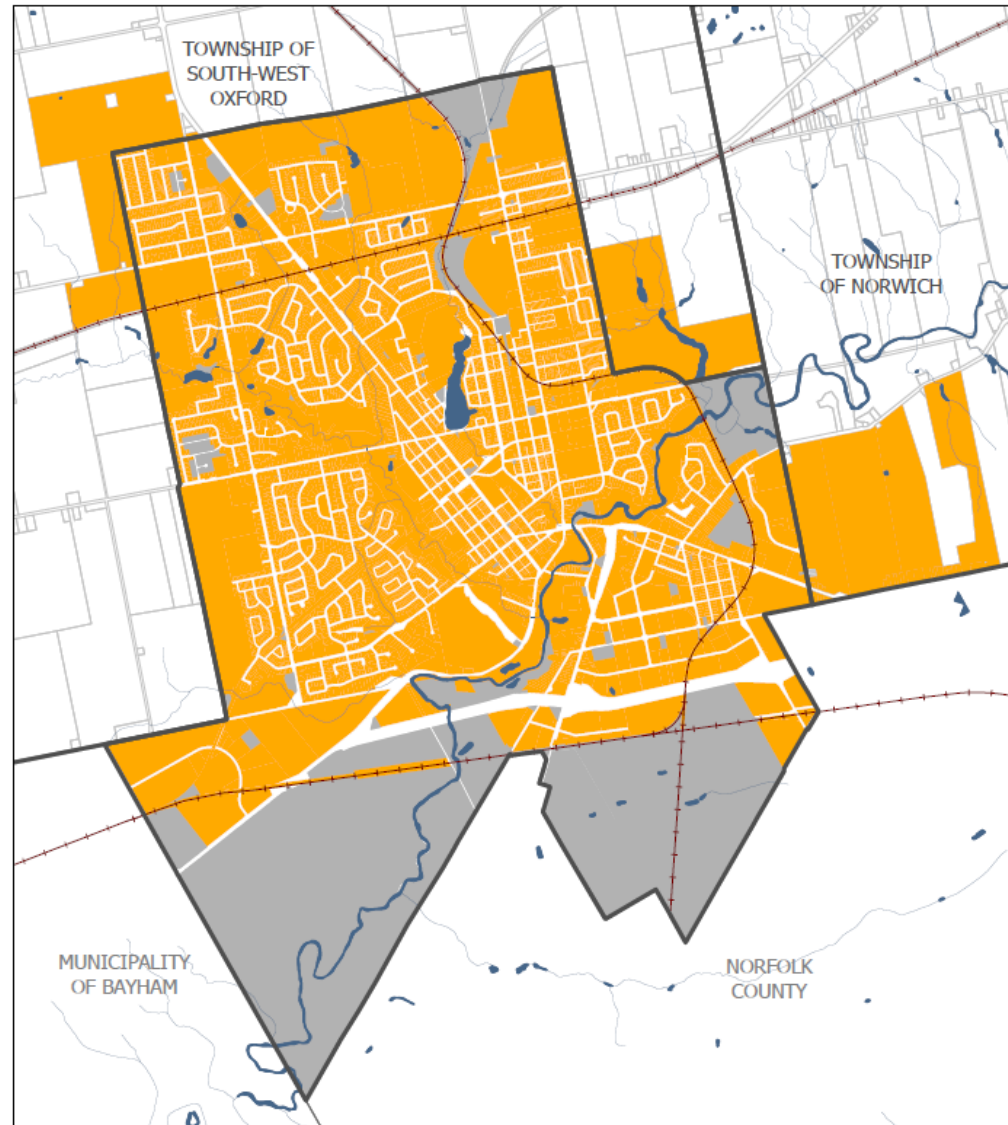 TOWNSHIP OF
SOUTH-WEST
OXFORD
TOWNSHIP
OF NORWICH
MUNICIPALITY
OF BAYHAM
NORFOLK
COUNTY